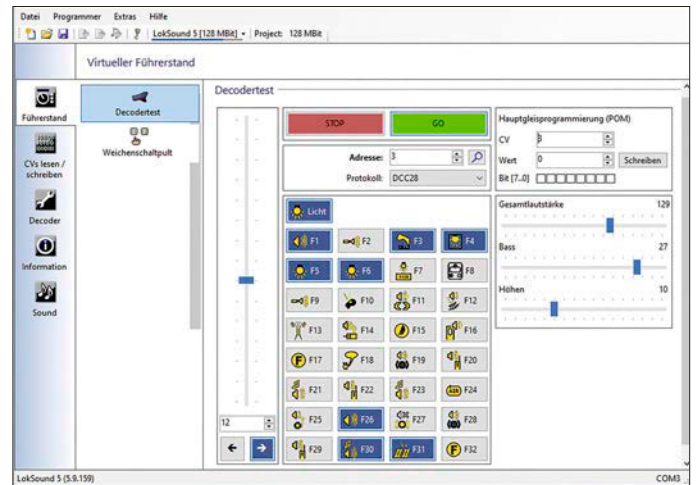 Datei Programmer Extras Hilfe
LokSound 5 [128 MBit] Project: 128 MBit
Virtueller Führerstand
Führerstand
CVs lesen / schreiben
Decoder
Information
Sound
Decodertest
Weichenschaltpult
Decodertest
STOP GO
Adresse: 3
Protokoll: DCC28
Licht
F1 F2 F3 F4
F5 F6 F7 F8
F9 F10 F11 F12
F13 F14 F15 F16
F17 F18 F19 F20
F21 F22 F23 F24
F25 F26 F27 F28
F29 F30 F31 F32
12
Hauptgleisprogrammierung (POM)
CV
Wert 0 Schreiben
Bit [7..0]
Gesamtlautstärke 129
Bass 27
Höhen 10
LokSound 5 (5.9.159) COM3